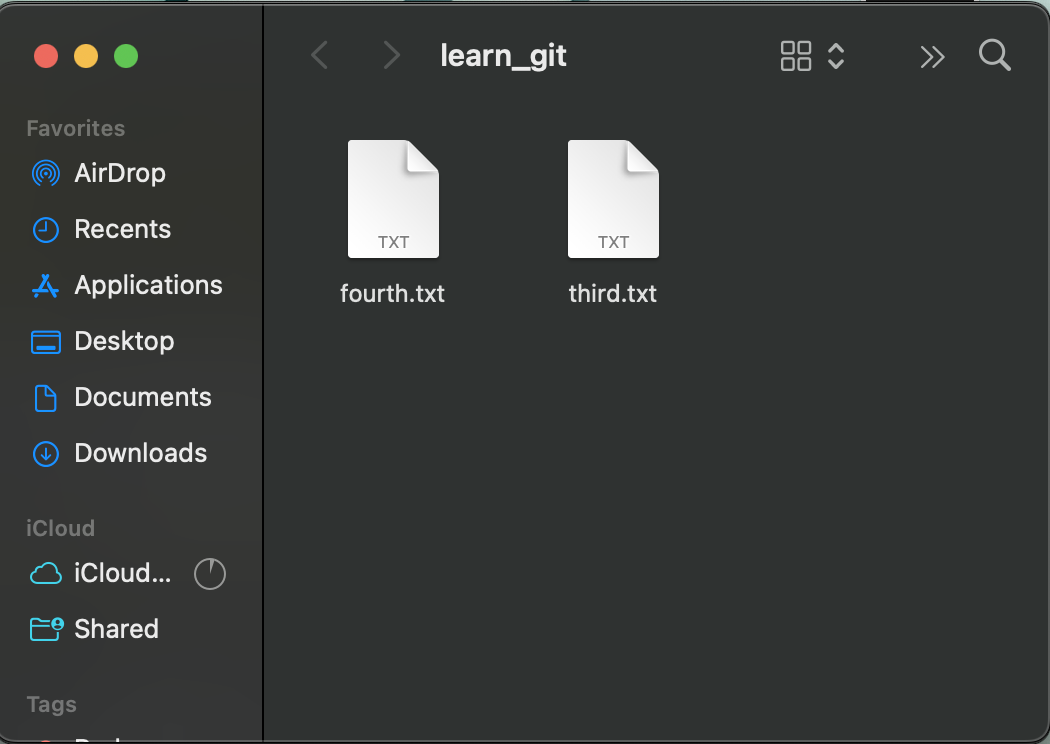 learn_git
Favorites
AirDrop
Recents
Applications
Desktop
Documents
Downloads
iCloud
iCloud...
Shared
Tags
TXT
fourth.txt
TXT
third.txt